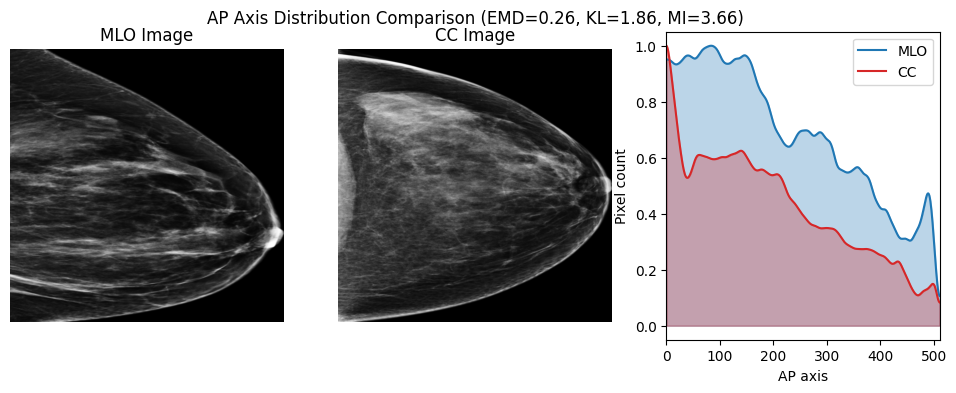 AP Axis Distribution Comparison (EMD=0.26, KL=1.86, MI=3.66)
MLO Image
CC Image
MLO
CC
Pixel count
1.0
0.8
0.6
0.4
0.2
0.0
0 100 200 300 400 500
AP axis